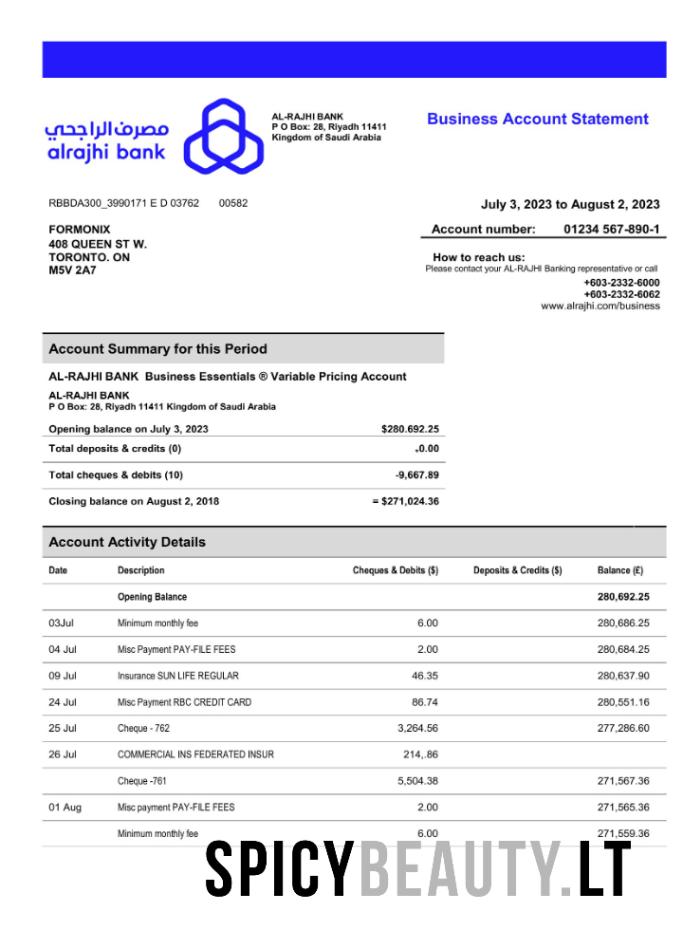 مصرف الراجحي
alrajhi bank
AL-RAJHI BANK
P O Box: 28, Riyadh 11411
Kingdom of Saudi Arabia
Business Account Statement
RBBDA300_3990171 E D 03762 00582
July 3, 2023 to August 2, 2023
FORMONIX
408 QUEEN ST W.
TORONTO. ON
M5V 2A7
Account number: 01234 567-890-1
How to reach us:
Please contact your AL-RAJHI Banking representative or call
+603-2332-6000
+603-2332-6062
www.alrajhi.com/business
Account Summary for this Period
AL-RAJHI BANK Business Essentials ® Variable Pricing Account
AL-RAJHI BANK
P O Box: 28, Riyadh 11411 Kingdom of Saudi Arabia
Opening balance on July 3, 2023 $280.692.25
Total deposits & credits (0) -0.00
Total cheques & debits (10) -9,667.89
Closing balance on August 2, 2018 = $271,024.36
Account Activity Details
Date Description Cheques & Debits ($) Deposits & Credits ($) Balance (£)
Opening Balance 280,692.25
03Jul Minimum monthly fee 6.00 280,686.25
04 Jul Misc Payment PAY-FILE FEES 2.00 280,684.25
09 Jul Insurance SUN LIFE REGULAR 46.35 280,637.90
24 Jul Misc Payment RBC CREDIT CARD 86.74 280,551.16
25 Jul Cheque - 762 3,264.56 277,286.60
26 Jul COMMERCIAL INS FEDERATED INSUR 214,.86
Cheque -761 5,504.38 271,567.36
01 Aug Misc payment PAY-FILE FEES 2.00 271,565.36
Minimum monthly fee 6.00 271,559.36
SPICYBEAUTY.LT